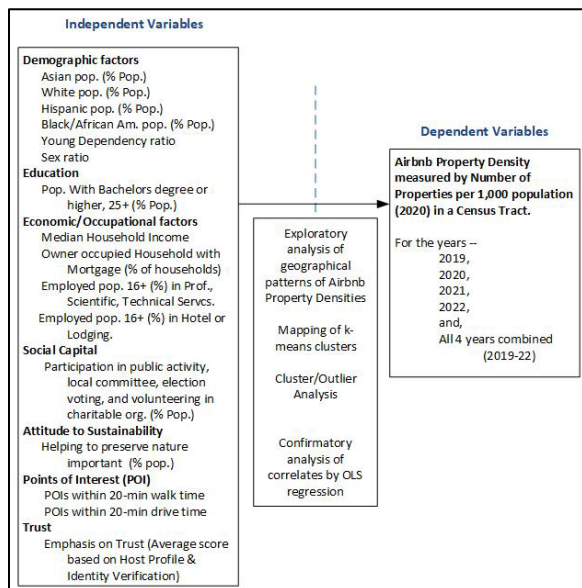 Independent Variables
Demographic factors
Asian pop. (% Pop.)
White pop. (% Pop.)
Hispanic pop. (% Pop.)
Black/African Am. pop. (% Pop.)
Young Dependency ratio
Sex ratio
Education
Pop. With Bachelors degree or
higher, 25+ (% Pop.)
Economic/Occupational factors
Median Household Income
Owner occupied Household with
Mortgage (% of households)
Employed pop. 16+ (%) in Prof.,
Scientific, Technical Servcs.
Employed pop. 16+ (%) in Hotel or
Lodging.
Social Capital
Participation in public activity,
local committee, election
voting, and volunteering in
charitable org. (% Pop.)
Attitude to Sustainability
Helping to preserve nature
important (% pop.)
Points of Interest (POI)
POIs within 20-min walk time
POIs within 20-min drive time
Trust
Emphasis on Trust (Average score
based on Host Profile &
Identity Verification)
Exploratory
analysis of
geographical
patterns of Airbnb
Property Densities
Mapping of k-
means clusters
Cluster/Outlier
Analysis
Confirmatory
analysis of
correlates by OLS
regression
Dependent Variables
Airbnb Property Density
measured by Number of
Properties per 1,000 population
(2020) in a Census Tract.
For the years --
2019,
2020,
2021,
2022,
and,
All 4 years combined
(2019-22)